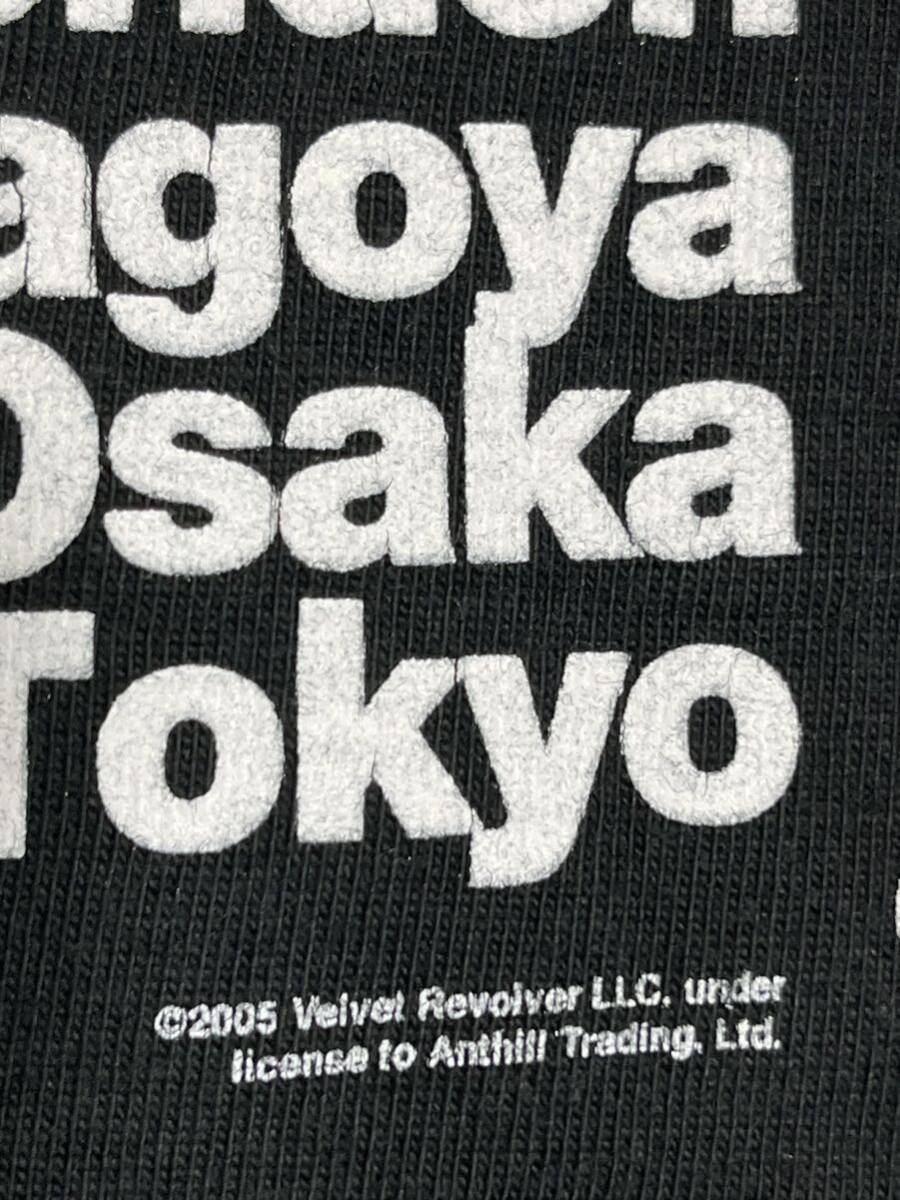 agoya
Osaka
Tokyo
©2005 Velvet Revolver LLC. under
license to Anthill Trading, Ltd.